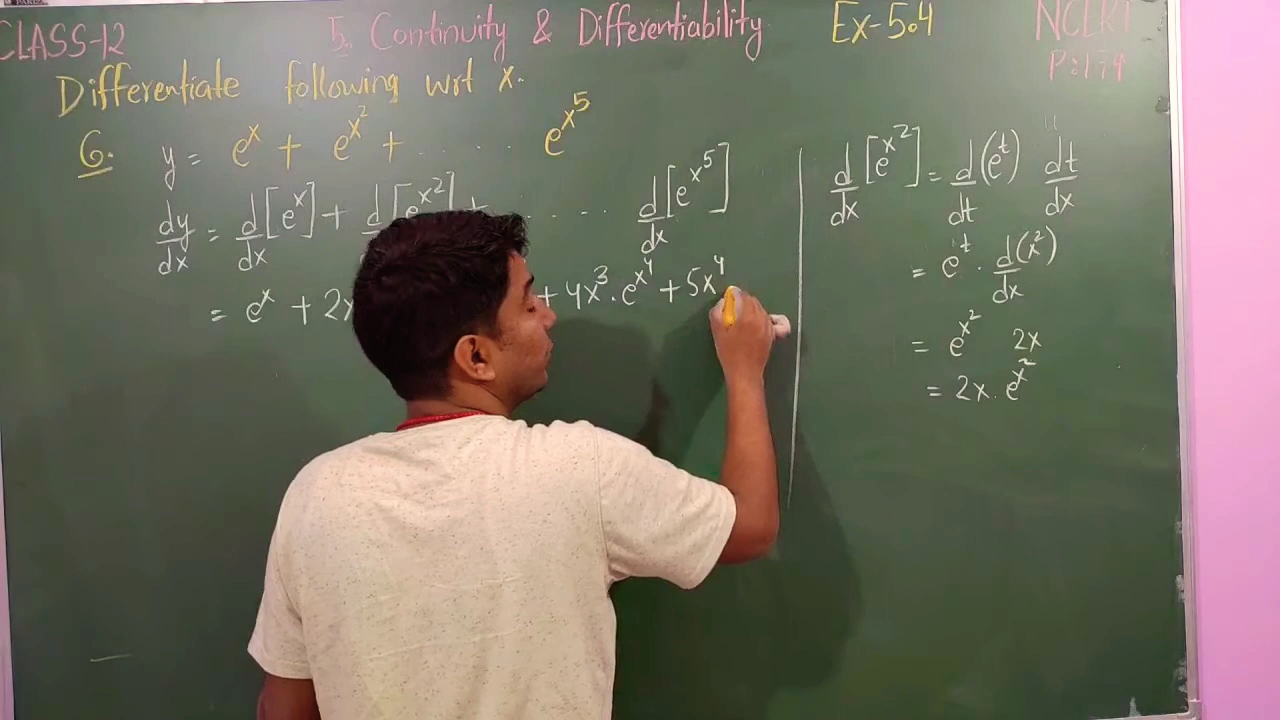 CLASS-12 5. Continuity & Differentiability Ex-5.4 NCERT
P:174
Differentiate following wrt x.
6. y = e^x + e^{x^2} + ..... e^{x^5}
dy/dx = d/dx [e^x] + d [e^{x^2}] + ..... d/dx [e^{x^5}]
= e^x + 2x + 4x^3 . e^{x^4} + 5x^4
d/dx [e^{x^2}] = d/dt (e^t) dt/dx
= e^t . d(x^2)/dx
= e^{x^2} 2x
= 2x . e^{x^2}